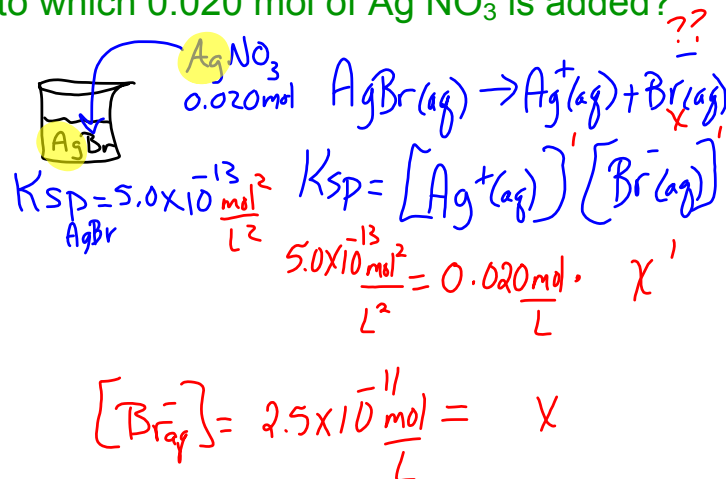 to which 0.020 mol of Ag NO₃ is added?
??
AgNO₃
0.020mol
AgBr(aq) → Ag⁺(aq) + Br⁻(aq)
x
AgBr
Ksp = 5.0x10⁻¹³ mol²/L²
AgBr
Ksp = [Ag⁺(aq)]¹ [Br⁻(aq)]¹
5.0x10⁻¹³ mol²/L² = 0.020 mol/L · x¹
[Br⁻aq] = 2.5x10⁻¹¹ mol/L = x